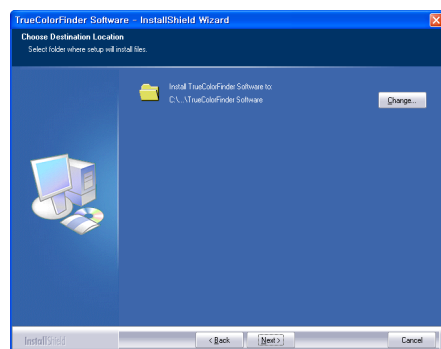 TrueColorFinder Software - InstallShield Wizard
Choose Destination Location
Select folder where setup will install files.
Install TrueColorFinder Software to:
C:\...\TrueColorFinder Software
Change...
InstallShield
< Back
Next >
Cancel